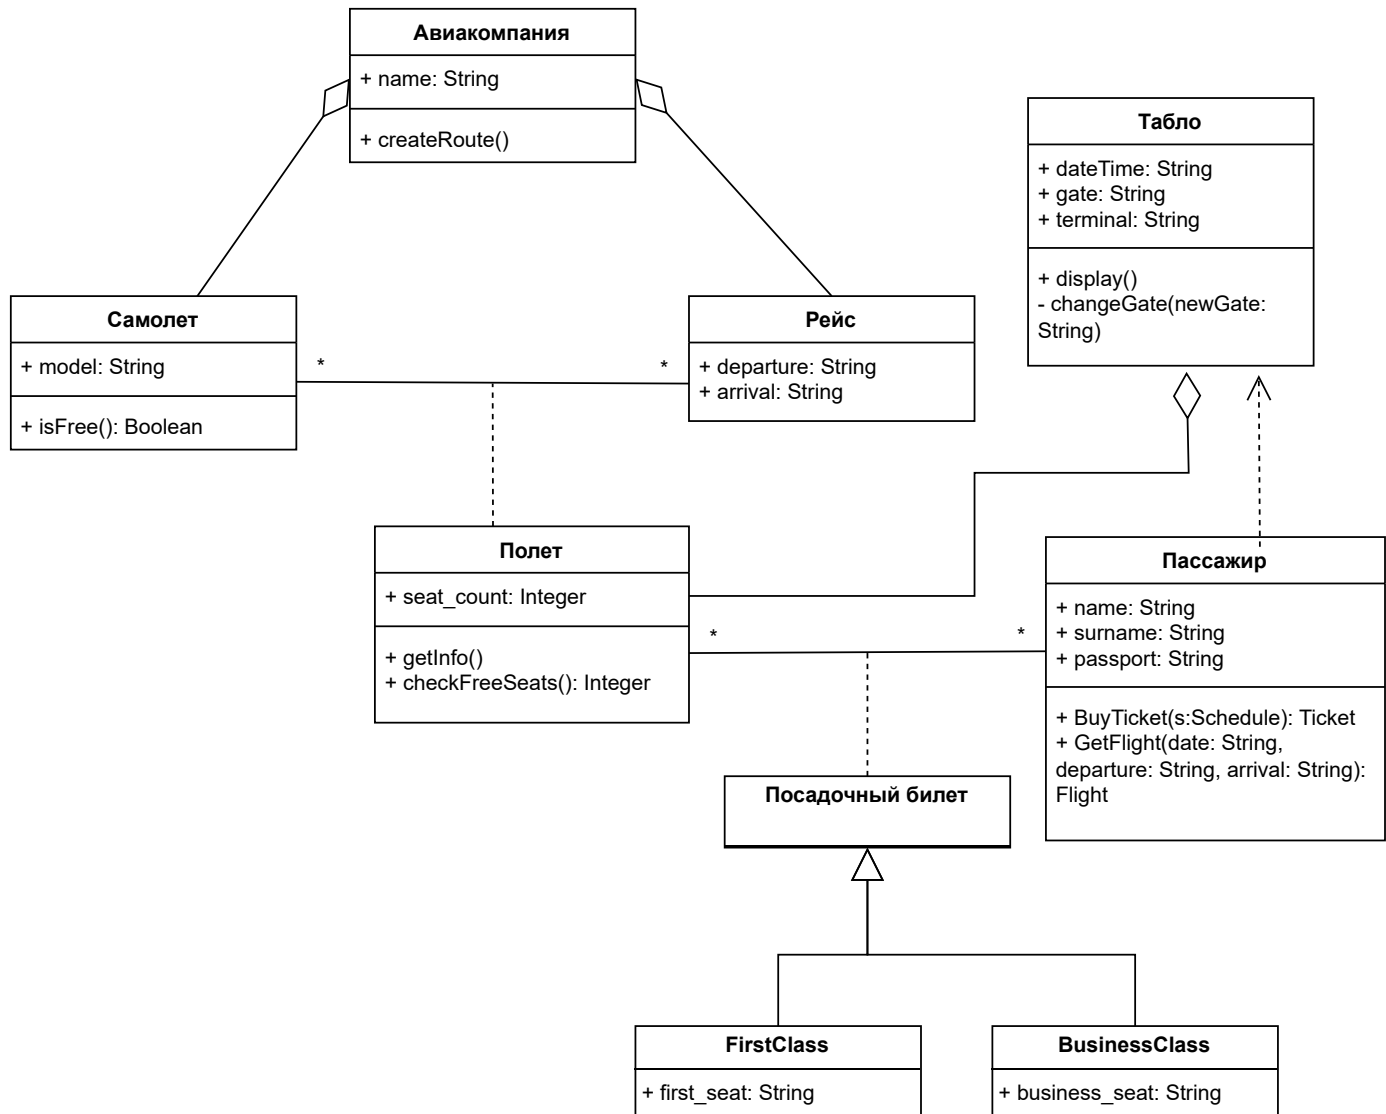 Авиакомпания
+ name: String
+ createRoute()
Табло
+ dateTime: String
+ gate: String
+ terminal: String
+ display()
- changeGate(newGate:
String)
Самолет
+ model: String
+ isFree(): Boolean
*
*
Рейс
+ departure: String
+ arrival: String
Полет
+ seat_count: Integer
+ getInfo()
+ checkFreeSeats(): Integer
*
*
Пассажир
+ name: String
+ surname: String
+ passport: String
+ BuyTicket(s:Schedule): Ticket
+ GetFlight(date: String,
departure: String, arrival: String):
Flight
Посадочный билет
FirstClass
+ first_seat: String
BusinessClass
+ business_seat: String